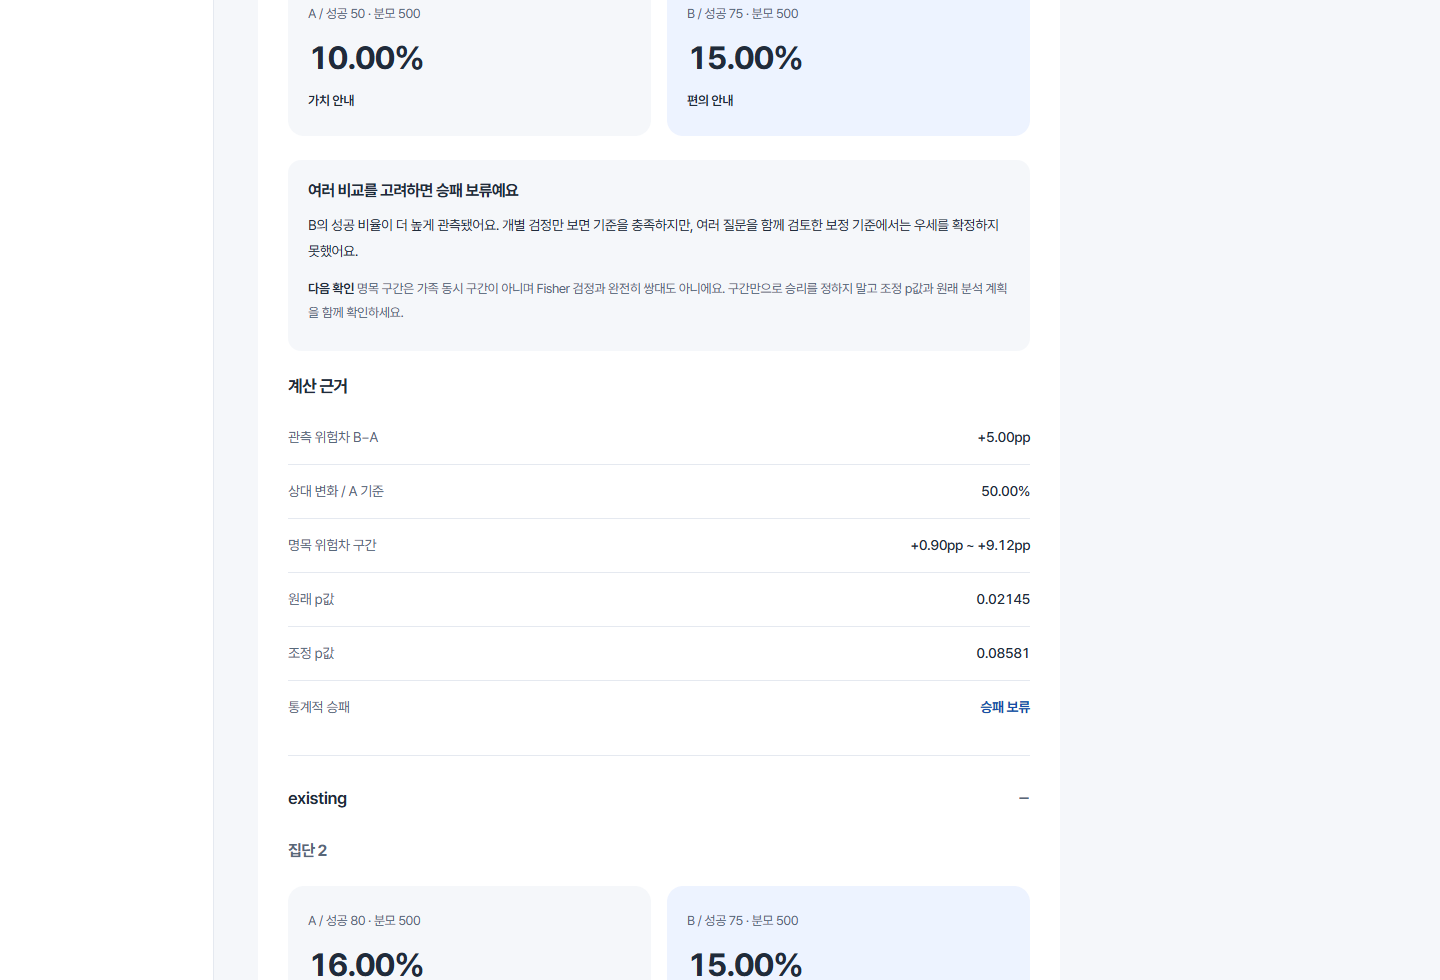 A / 성공 50 · 분모 500
10.00%
가치 안내
B / 성공 75 · 분모 500
15.00%
편의 안내
여러 비교를 고려하면 승패 보류예요
B의 성공 비율이 더 높게 관측됐어요. 개별 검정만 보면 기준을 충족하지만, 여러 질문을 함께 검토한 보정 기준에서는 우세를 확정하지
못했어요.
다음 확인 명목 구간은 가족 동시 구간이 아니며 Fisher 검정과 완전히 쌍대도 아니에요. 구간만으로 승리를 정하지 말고 조정 p값과 원래 분석 계획
을 함께 확인하세요.
계산 근거
관측 위험차 B−A +5.00pp
상대 변화 / A 기준 50.00%
명목 위험차 구간 +0.90pp ~ +9.12pp
원래 p값 0.02145
조정 p값 0.08581
통계적 승패 승패 보류
existing −
집단 2
A / 성공 80 · 분모 500
16.00%
B / 성공 75 · 분모 500
15.00%